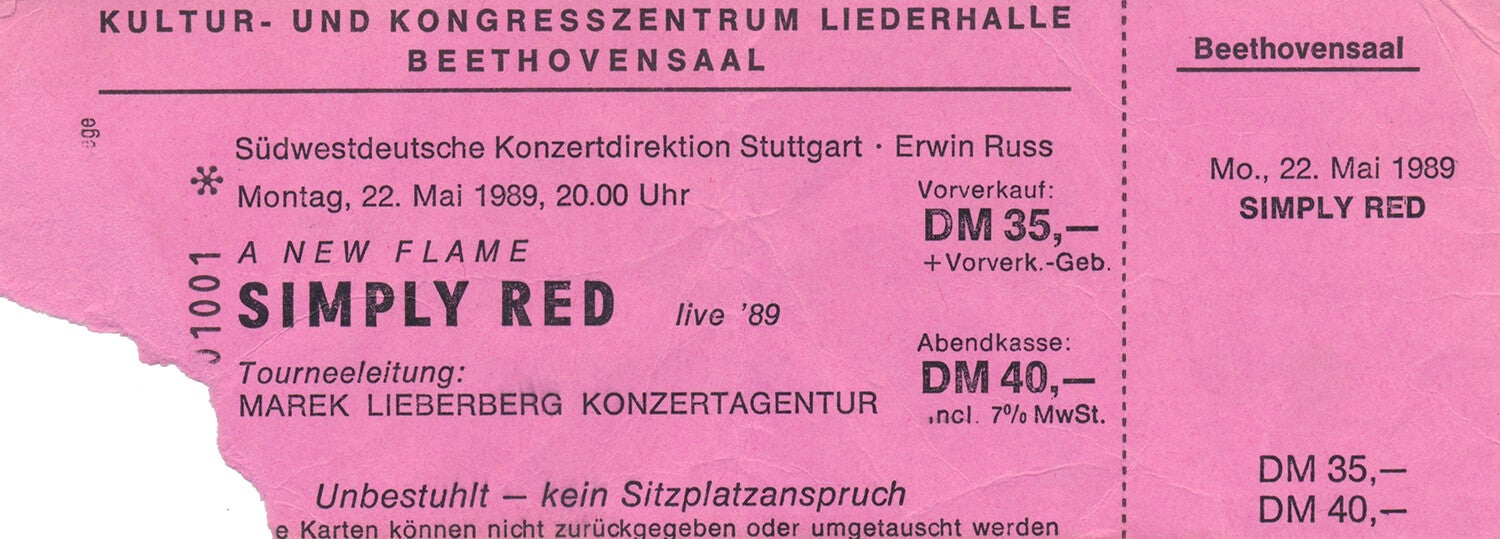 KULTUR- UND KONGRESSZENTRUM LIEDERHALLE
BEETHOVENSAAL
Südwestdeutsche Konzertdirektion Stuttgart · Erwin Russ
Montag, 22. Mai 1989, 20.00 Uhr
A NEW FLAME
SIMPLY RED live '89
Tourneeleitung:
MAREK LIEBERBERG KONZERTAGENTUR
Vorverkauf:
DM 35,—
+Vorverk.-Geb.
Abendkasse:
DM 40,—
incl. 7% MwSt.
Unbestuhlt – kein Sitzplatzanspruch
e Karten können nicht zurückgegeben oder umgetauscht werden
1001
Beethovensaal
Mo., 22. Mai 1989
SIMPLY RED
DM 35,—
DM 40,—